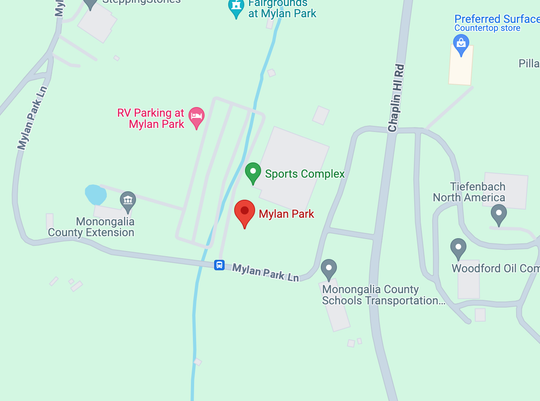 SteppingStones
Fairgrounds
at Mylan Park
Preferred Surface
Countertop store
Pilla
Myl
Mylan Park Ln
Chaplin Hl Rd
RV Parking at
Mylan Park
Sports Complex
Tiefenbach
North America
Mylan Park
Monongalia
County Extension
Mylan Park Ln
Woodford Oil Com
Monongalia County
Schools Transportation...